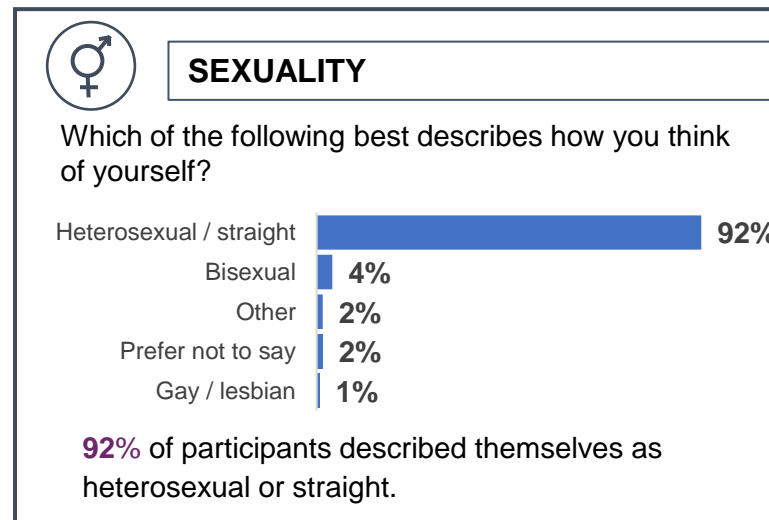 SEXUALITY
Which of the following best describes how you think
of yourself?
Heterosexual / straight 92%
Bisexual 4%
Other 2%
Prefer not to say 2%
Gay / lesbian 1%
92% of participants described themselves as
heterosexual or straight.